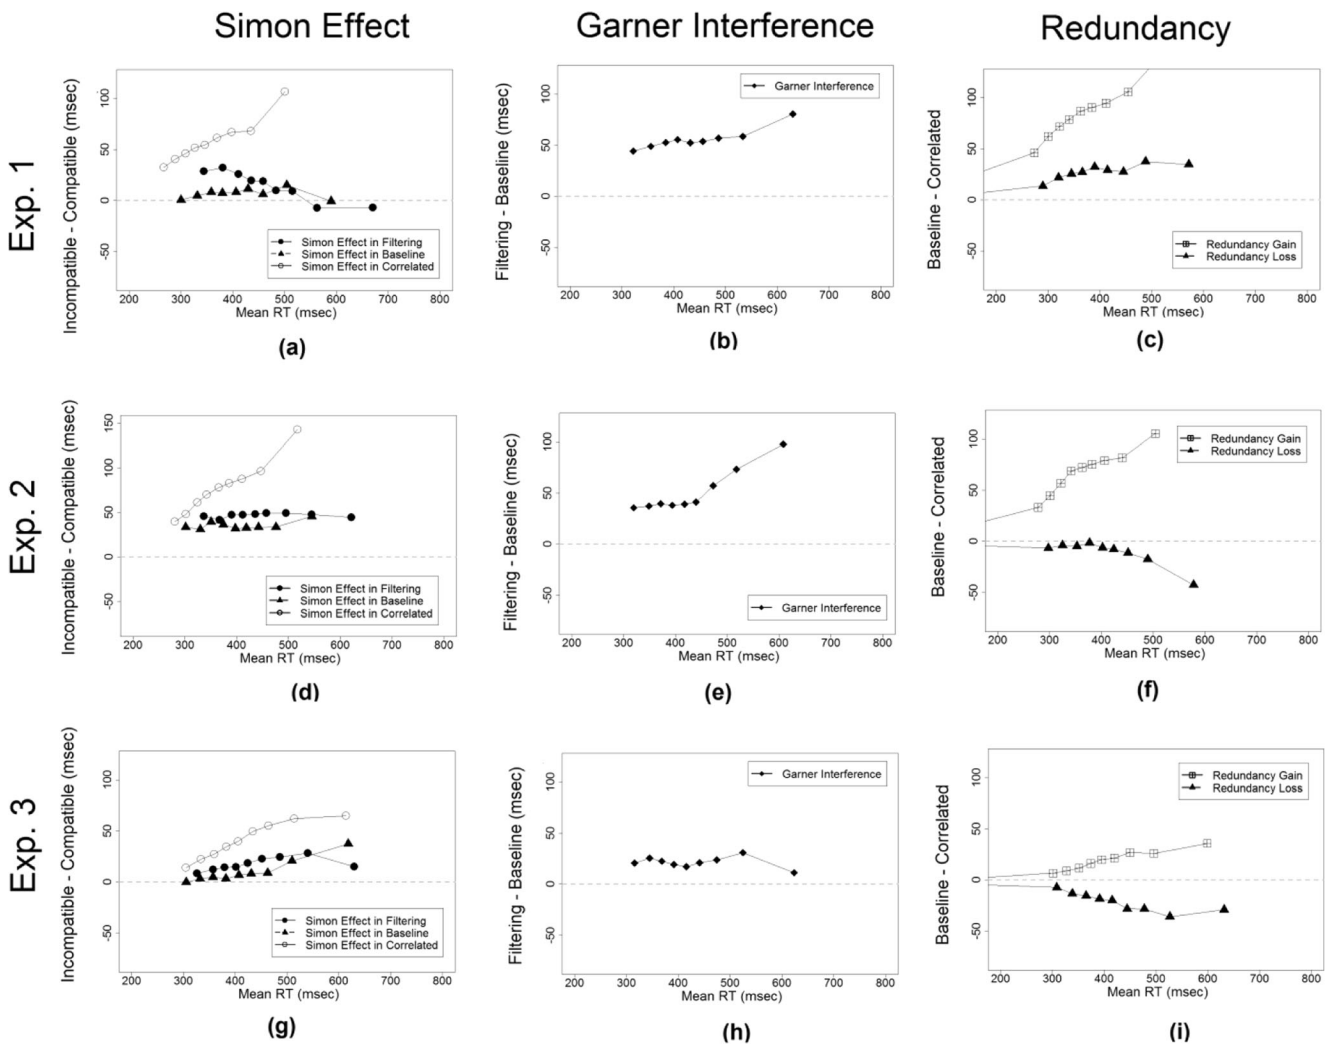 Simon Effect
Garner Interference
Redundancy
Exp. 1
Incompatible - Compatible (msec)
100
50
0
-50
Simon Effect in Filtering
Simon Effect in Baseline
Simon Effect in Correlated
200 300 400 500 600 700 800
Mean RT (msec)
(a)
Filtering - Baseline (msec)
100
50
0
-50
Garner Interference
200 300 400 500 600 700 800
Mean RT (msec)
(b)
Baseline - Correlated
100
50
0
-50
Redundancy Gain
Redundancy Loss
200 300 400 500 600 700 800
Mean RT (msec)
(c)
Exp. 2
Incompatible - Compatible (msec)
150
100
50
0
-50
Simon Effect in Filtering
Simon Effect in Baseline
Simon Effect in Correlated
200 300 400 500 600 700 800
Mean RT (msec)
(d)
Filtering - Baseline (msec)
100
50
0
-50
Garner Interference
200 300 400 500 600 700 800
Mean RT (msec)
(e)
Baseline - Correlated
100
50
0
-50
Redundancy Gain
Redundancy Loss
200 300 400 500 600 700 800
Mean RT (msec)
(f)
Exp. 3
Incompatible - Compatible (msec)
100
50
0
-50
Simon Effect in Filtering
Simon Effect in Baseline
Simon Effect in Correlated
200 300 400 500 600 700 800
Mean RT (msec)
(g)
Filtering - Baseline (msec)
100
50
0
-50
Garner Interference
200 300 400 500 600 700 800
Mean RT (msec)
(h)
Baseline - Correlated
100
50
0
-50
Redundancy Gain
Redundancy Loss
200 300 400 500 600 700 800
Mean RT (msec)
(i)